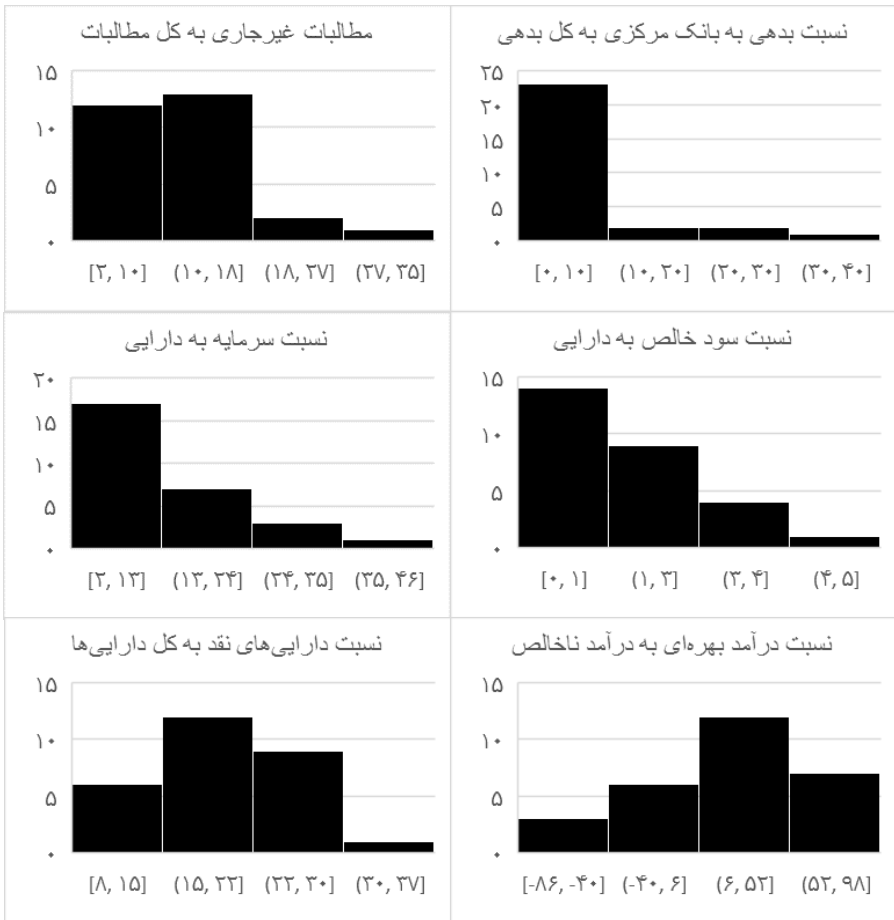 مطالبات غیرجاری به کل مطالبات
۱۵
۱۰
۵
۰
[۲, ۱۰] (۱۰, ۱۸] (۱۸, ۲۷] (۲۷, ۳۵]
نسبت بدهی به بانک مرکزی به کل بدهی
۲۵
۲۰
۱۵
۱۰
۵
۰
[۰, ۱۰] (۱۰, ۲۰] (۲۰, ۳۰] (۳۰, ۴۰]
نسبت سرمایه به دارایی
۲۰
۱۵
۱۰
۵
۰
[۲, ۱۳] (۱۳, ۲۴] (۲۴, ۳۵] (۳۵, ۴۶]
نسبت سود خالص به دارایی
۱۵
۱۰
۵
۰
[۰, ۱] (۱, ۳] (۳, ۴] (۴, ۵]
نسبت دارایی‌های نقد به کل دارایی‌ها
۱۵
۱۰
۵
۰
[۸, ۱۵] (۱۵, ۲۲] (۲۲, ۳۰] (۳۰, ۳۷]
نسبت درآمد بهره‌ای به درآمد ناخالص
۱۵
۱۰
۵
۰
[-۸۶, -۴۰] (-۴۰, ۶] (۶, ۵۲] (۵۲, ۹۸]